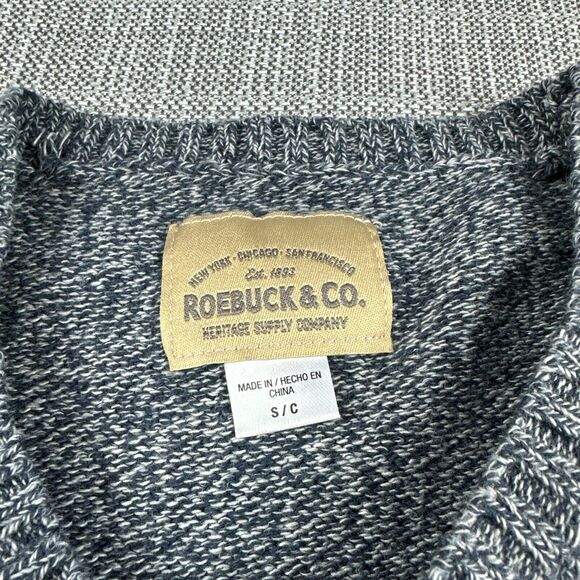 NEW YORK · CHICAGO · SAN FRANCISCO
Est. 1893
ROEBUCK & CO.
HERITAGE SUPPLY COMPANY
MADE IN / HECHO EN
CHINA
S / C